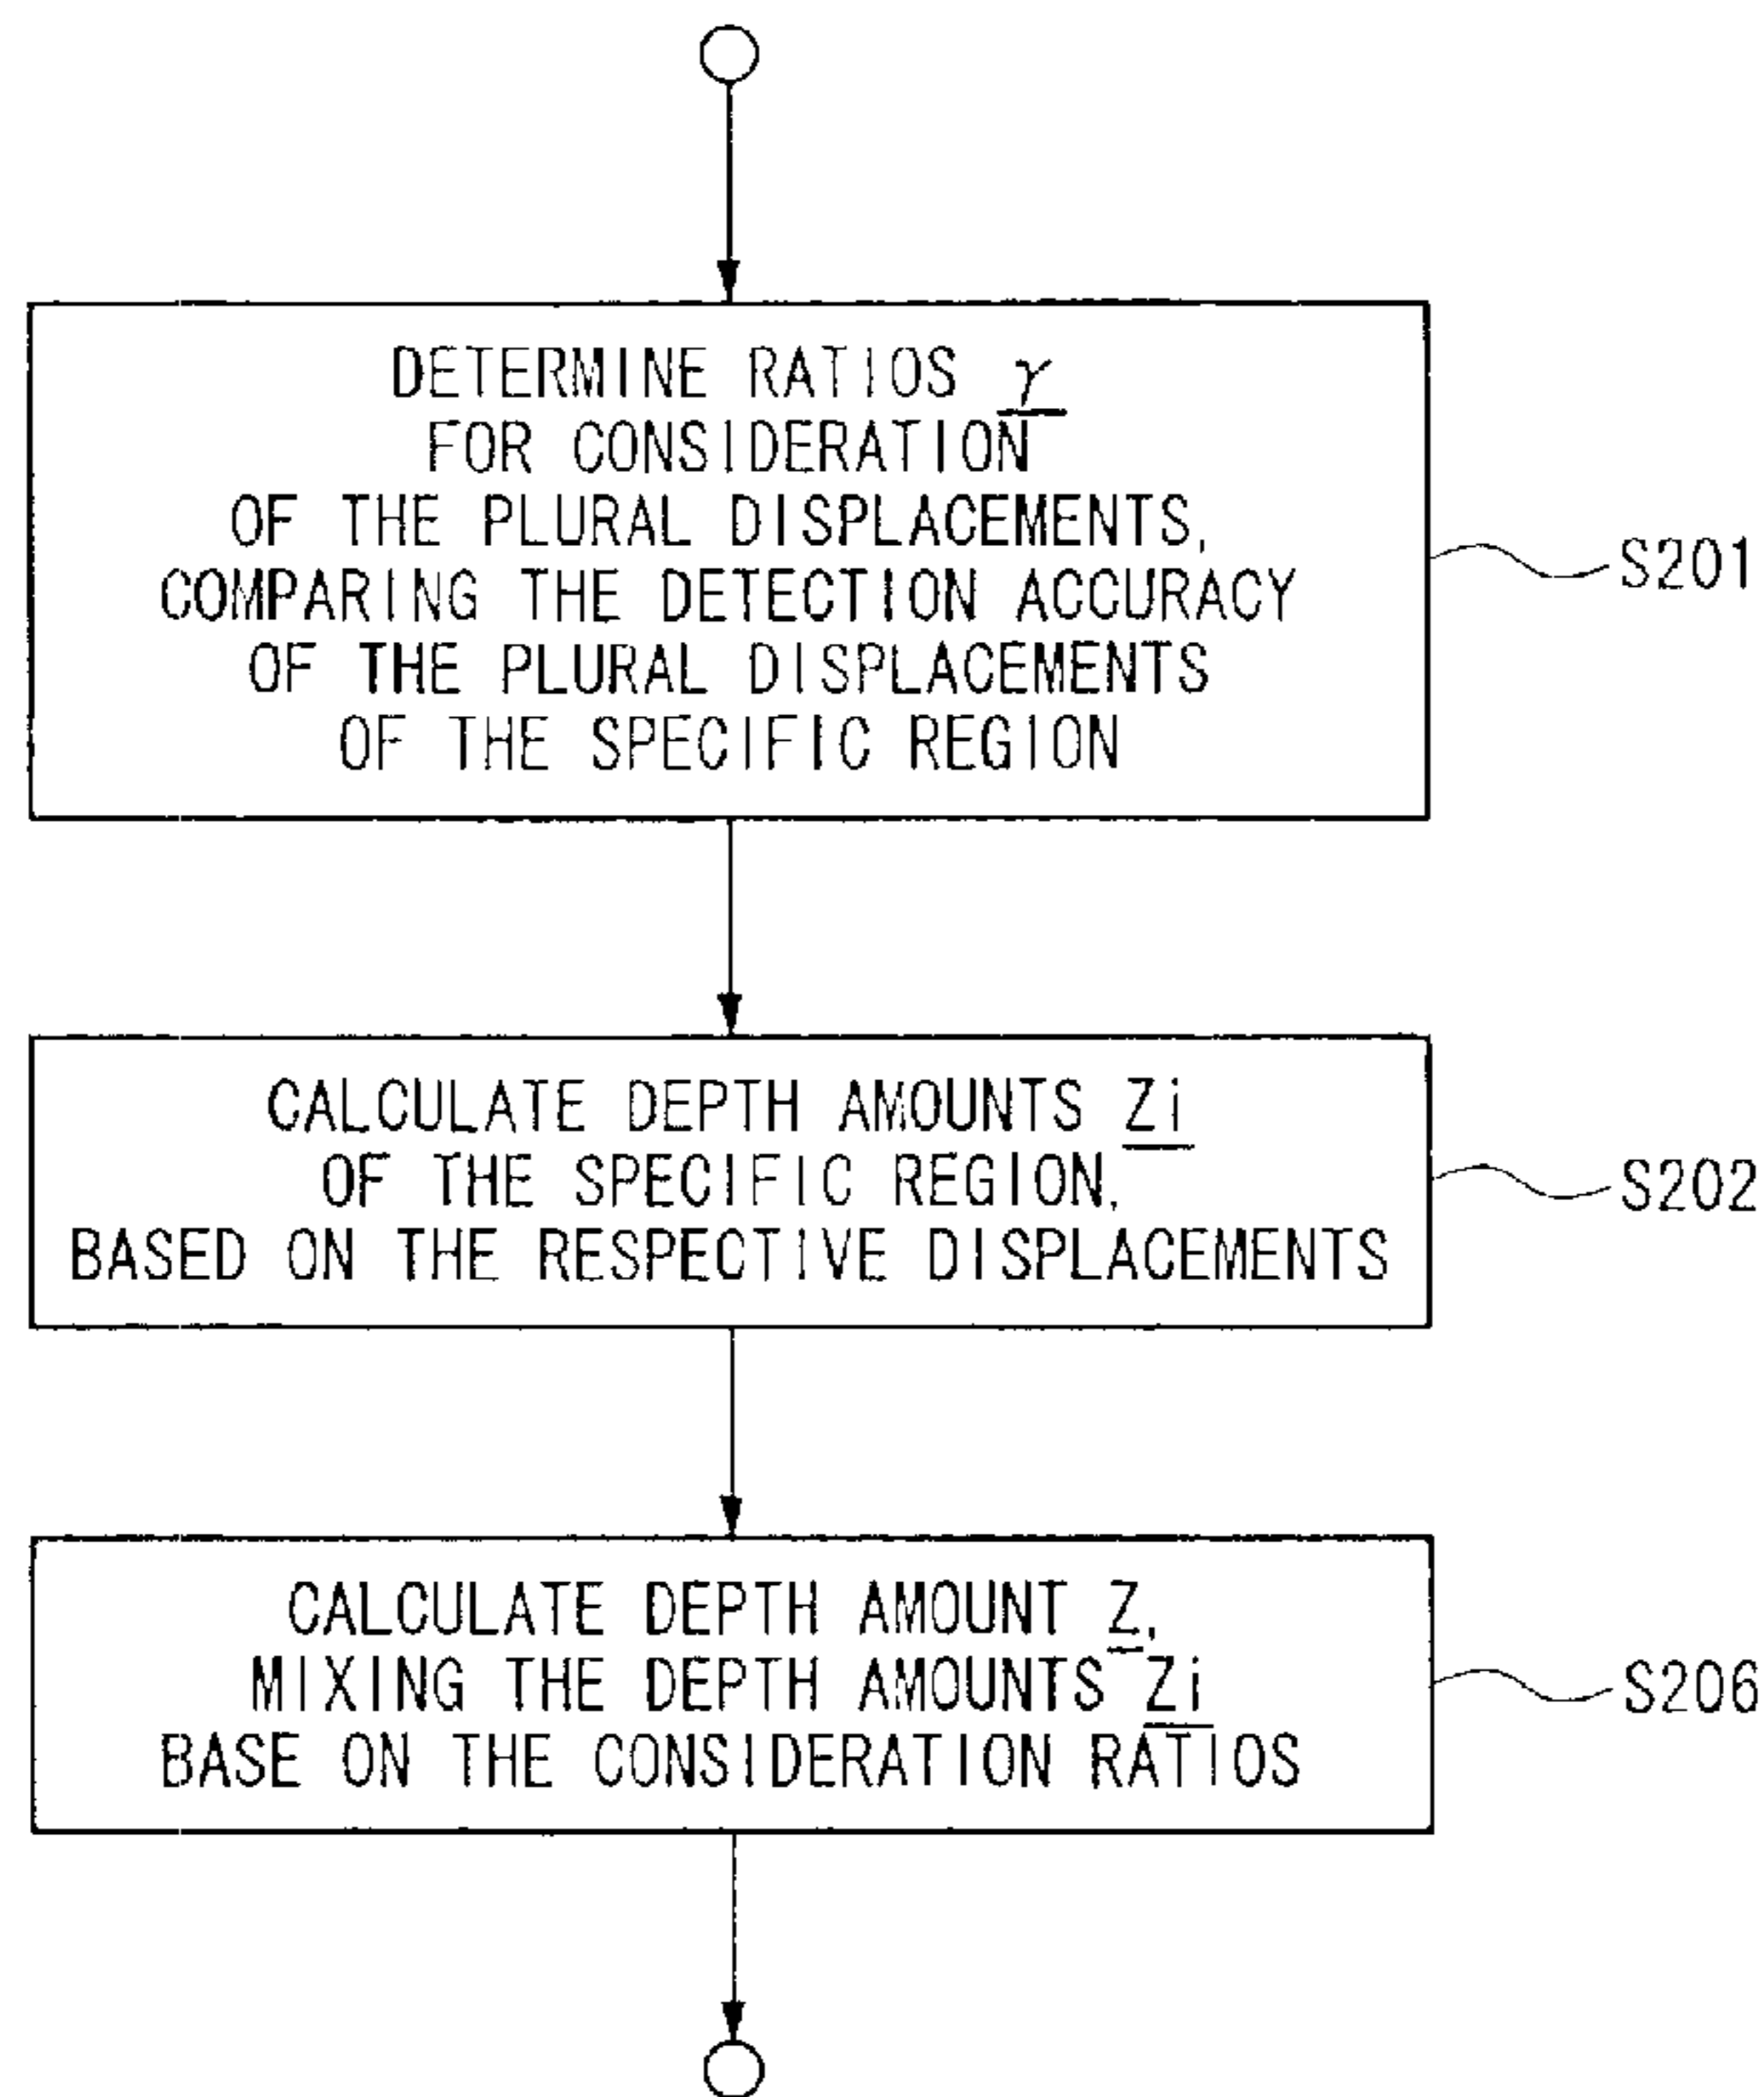 DETERMINE RATIOS γ
FOR CONSIDERATION
OF THE PLURAL DISPLACEMENTS,
COMPARING THE DETECTION ACCURACY
OF THE PLURAL DISPLACEMENTS
OF THE SPECIFIC REGION
S201
CALCULATE DEPTH AMOUNTS Zi
OF THE SPECIFIC REGION,
BASED ON THE RESPECTIVE DISPLACEMENTS
S202
CALCULATE DEPTH AMOUNT Z,
MIXING THE DEPTH AMOUNTS Zi
BASE ON THE CONSIDERATION RATIOS
S206